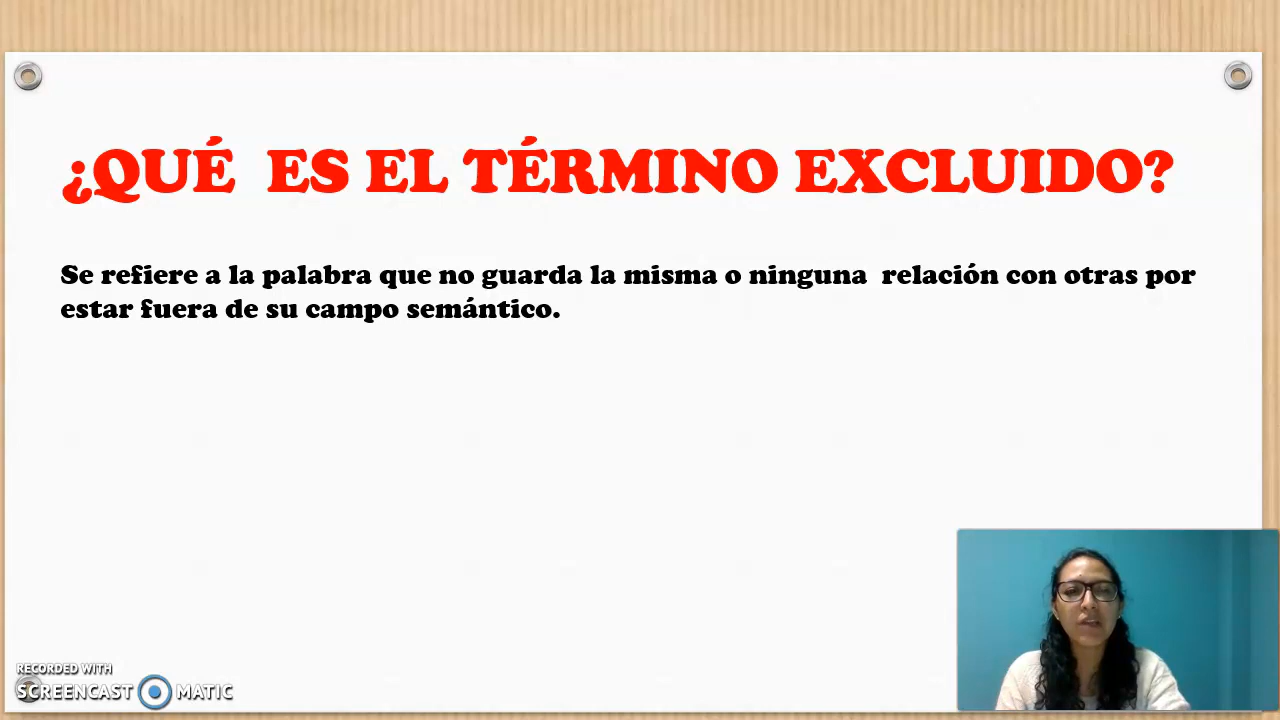 ¿QUÉ ES EL TÉRMINO EXCLUIDO?
Se refiere a la palabra que no guarda la misma o ninguna relación con otras por
estar fuera de su campo semántico.
RECORDED WITH
SCREENCAST MATIC